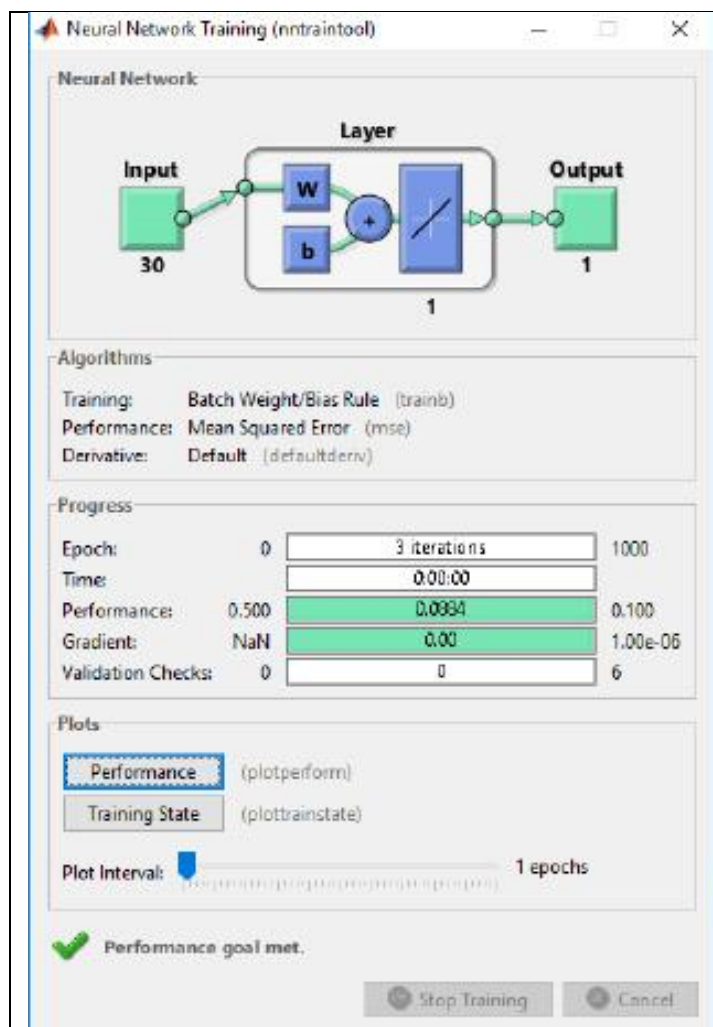 Neural Network Training (nntraintool)
Neural Network
Layer
Input
W
Output
+
b
30
1
1
Algorithms
Training: Batch Weight/Bias Rule (trainb)
Performance: Mean Squared Error (mse)
Derivative: Default (defaultderiv)
Progress
Epoch: 0 3 iterations 1000
Time: 0:00:00
Performance: 0.500 0.0984 0.100
Gradient: NaN 0.00 1.00e-06
Validation Checks: 0 0 6
Plots
Performance (plotperform)
Training State (plottrainstate)
Plot Interval: 1 epochs
Performance goal met.
Stop Training Cancel